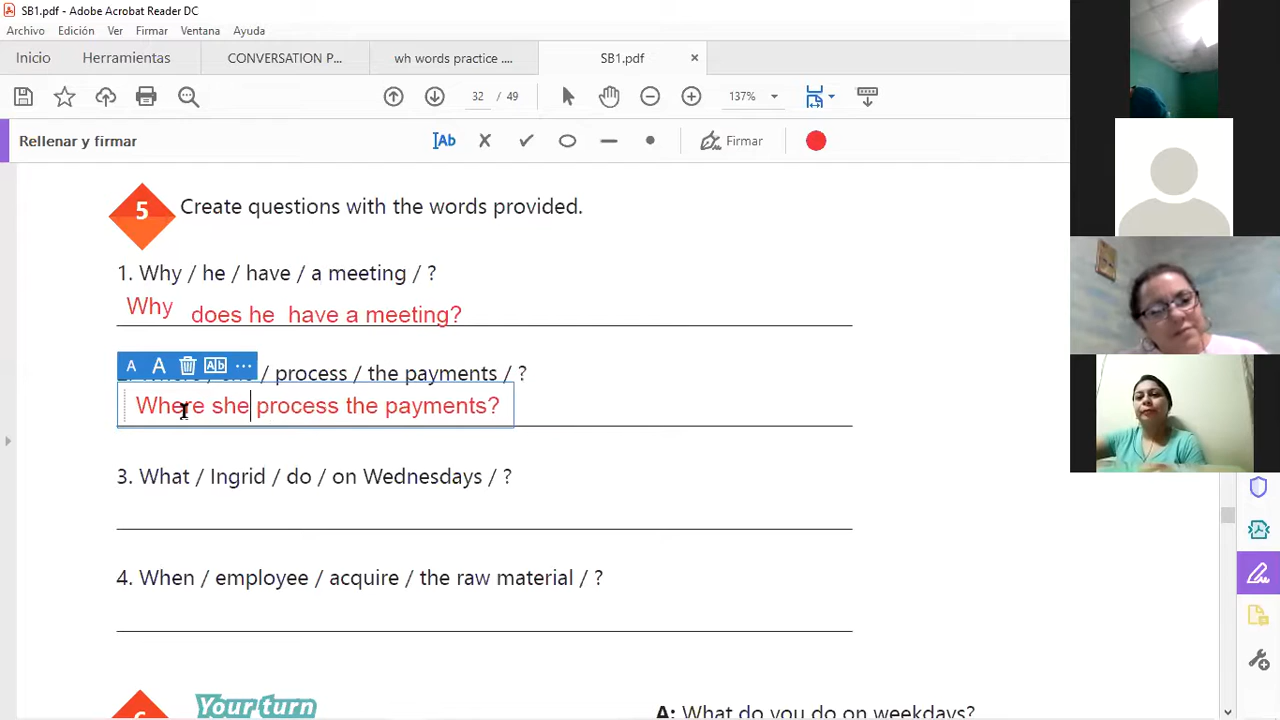 SB1.pdf - Adobe Acrobat Reader DC
Archivo Edición Ver Firmar Ventana Ayuda
Inicio Herramientas CONVERSATION P... wh words practice .... SB1.pdf ×
32 / 49 137%
Rellenar y firmar Ab Firmar
5 Create questions with the words provided.
1. Why / he / have / a meeting / ?
Why does he have a meeting?
A A Ab ... / process / the payments / ?
Where she process the payments?
3. What / Ingrid / do / on Wednesdays / ?
4. When / employee / acquire / the raw material / ?
6 Your turn
A: What do you do on weekdays?